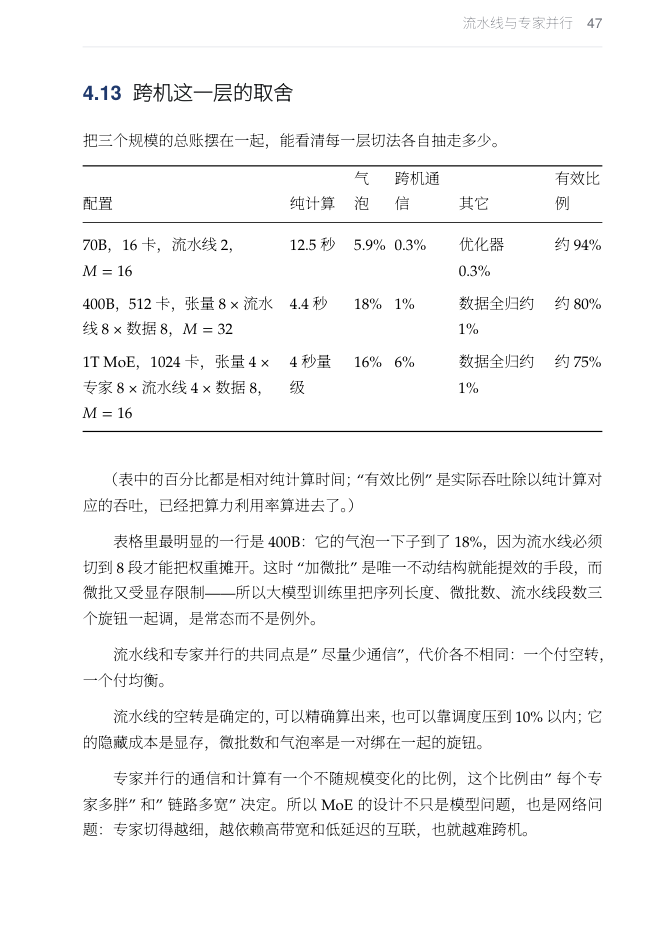 流水线与专家并行 47
4.13 跨机这一层的取舍
把三个规模的总账摆在一起，能看清每一层切法各自抽走多少。
配置 纯计算 气泡 跨机通信 其它 有效比例
70B，16 卡，流水线 2， 12.5 秒 5.9% 0.3% 优化器 约 94%
M = 16 0.3%
400B，512 卡，张量 8 × 流水 4.4 秒 18% 1% 数据全归约 约 80%
线 8 × 数据 8，M = 32 1%
1T MoE，1024 卡，张量 4 × 4 秒量 16% 6% 数据全归约 约 75%
专家 8 × 流水线 4 × 数据 8， 级 1%
M = 16
（表中的百分比都是相对纯计算时间；“有效比例” 是实际吞吐除以纯计算对
应的吞吐，已经把算力利用率算进去了。）
表格里最明显的一行是 400B：它的气泡一下子到了 18%，因为流水线必须
切到 8 段才能把权重摊开。这时 “加微批” 是唯一不动结构就能提效的手段，而
微批又受显存限制——所以大模型训练里把序列长度、微批数、流水线段数三
个旋钮一起调，是常态而不是例外。
流水线和专家并行的共同点是” 尽量少通信”，代价各不相同：一个付空转，
一个付均衡。
流水线的空转是确定的，可以精确算出来，也可以靠调度压到 10% 以内；它
的隐藏成本是显存，微批数和气泡率是一对绑在一起的旋钮。
专家并行的通信和计算有一个不随规模变化的比例，这个比例由” 每个专
家多胖” 和” 链路多宽” 决定。所以 MoE 的设计不只是模型问题，也是网络问
题：专家切得越细，越依赖高带宽和低延迟的互联，也就越难跨机。